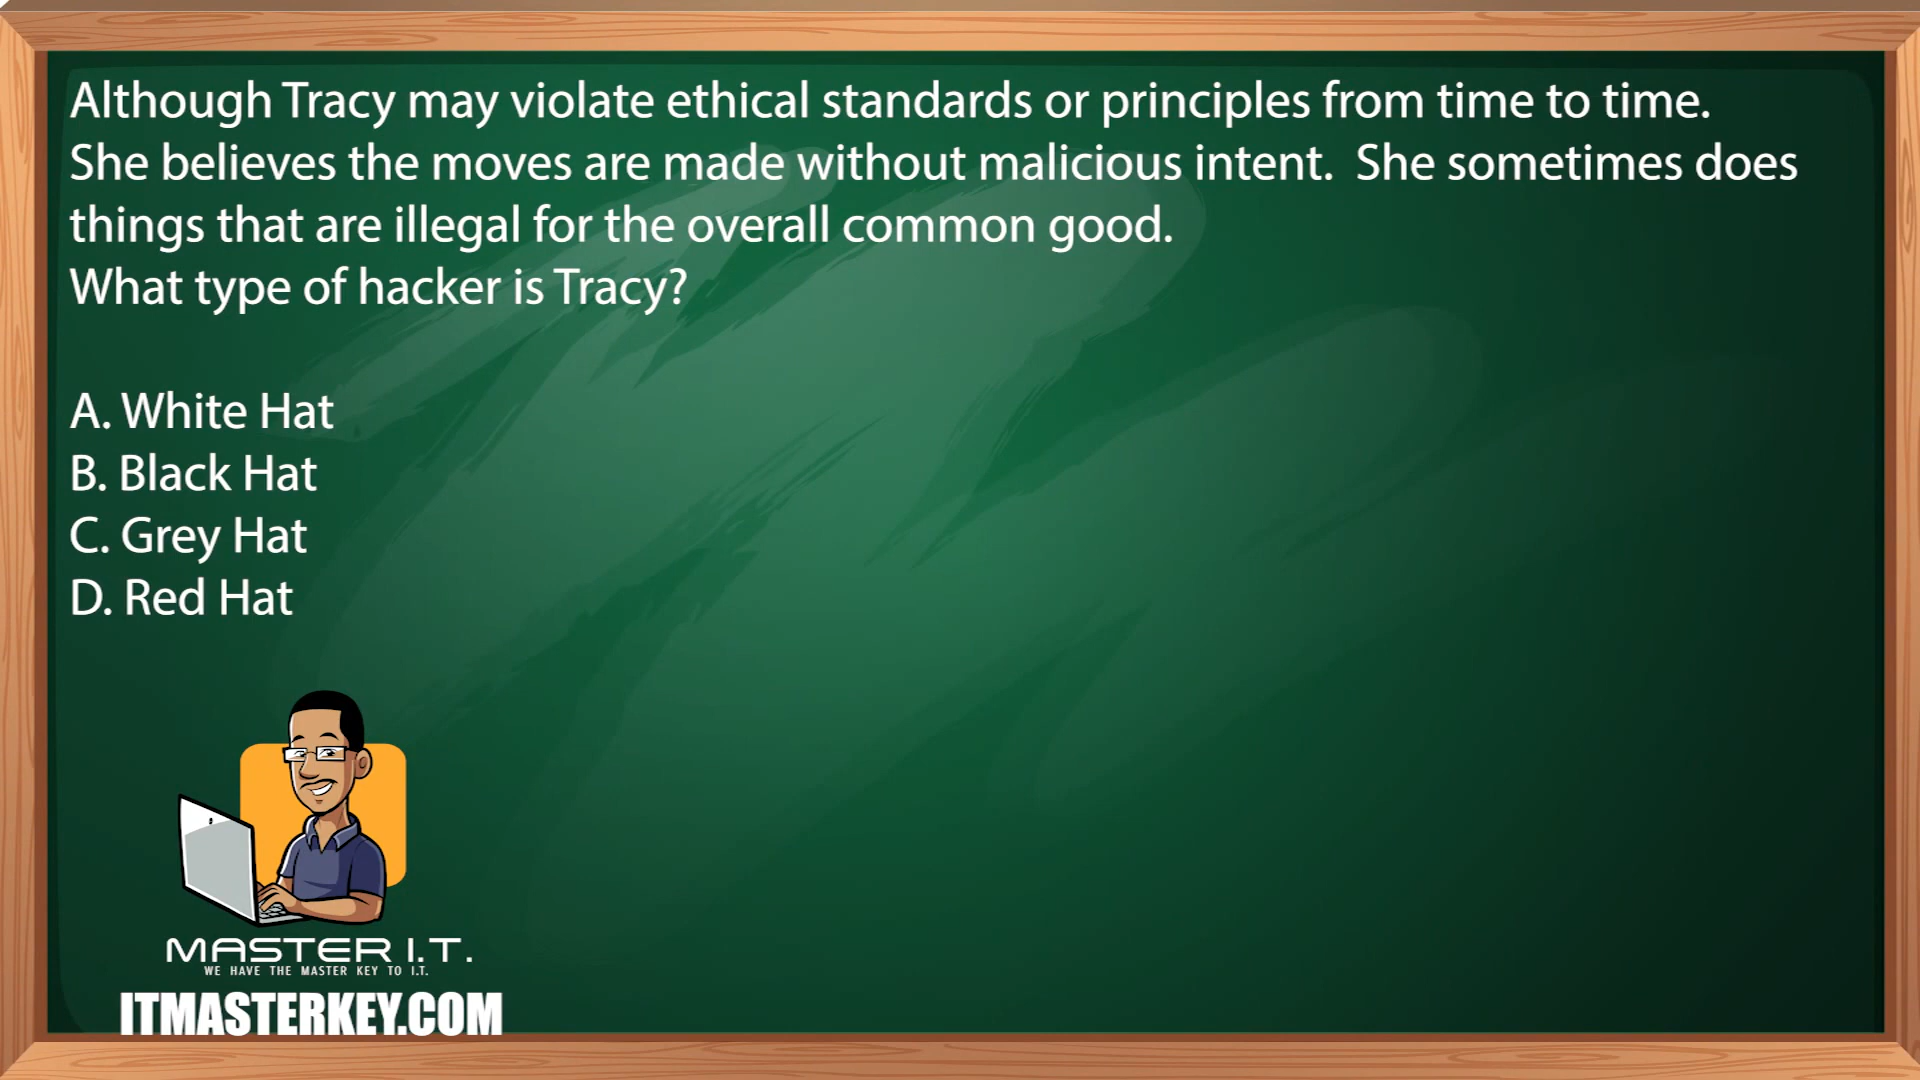 Although Tracy may violate ethical standards or principles from time to time.
She believes the moves are made without malicious intent.  She sometimes does
things that are illegal for the overall common good.
What type of hacker is Tracy?
A. White Hat
B. Black Hat
C. Grey Hat
D. Red Hat
MASTER I.T.
WE HAVE THE MASTER KEY TO I.T.
ITMASTERKEY.COM